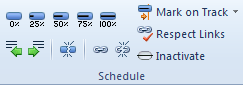 0% 25% 50% 75% 100%
Mark on Track
Respect Links
Inactivate
Schedule